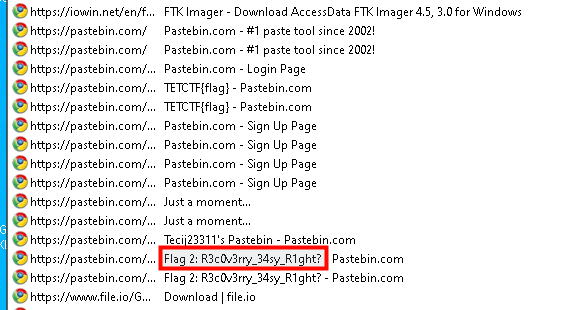 https://iowin.net/en/f... FTK Imager - Download AccessData FTK Imager 4.5, 3.0 for Windows
https://pastebin.com/ Pastebin.com - #1 paste tool since 2002!
https://pastebin.com/ Pastebin.com - #1 paste tool since 2002!
https://pastebin.com/... Pastebin.com - Login Page
https://pastebin.com/... TETCTF{flag} - Pastebin.com
https://pastebin.com/... TETCTF{flag} - Pastebin.com
https://pastebin.com/... Pastebin.com - Sign Up Page
https://pastebin.com/... Pastebin.com - Sign Up Page
https://pastebin.com/... Pastebin.com - Sign Up Page
https://pastebin.com/... Pastebin.com - Sign Up Page
https://pastebin.com/... Just a moment...
https://pastebin.com/... Just a moment...
https://pastebin.com/... Tecij23311's Pastebin - Pastebin.com
https://pastebin.com/... Flag 2: R3c0v3rry_34sy_R1ght? Pastebin.com
https://pastebin.com/... Flag 2: R3c0v3rry_34sy_R1ght? - Pastebin.com
https://www.file.io/G... Download | file.io